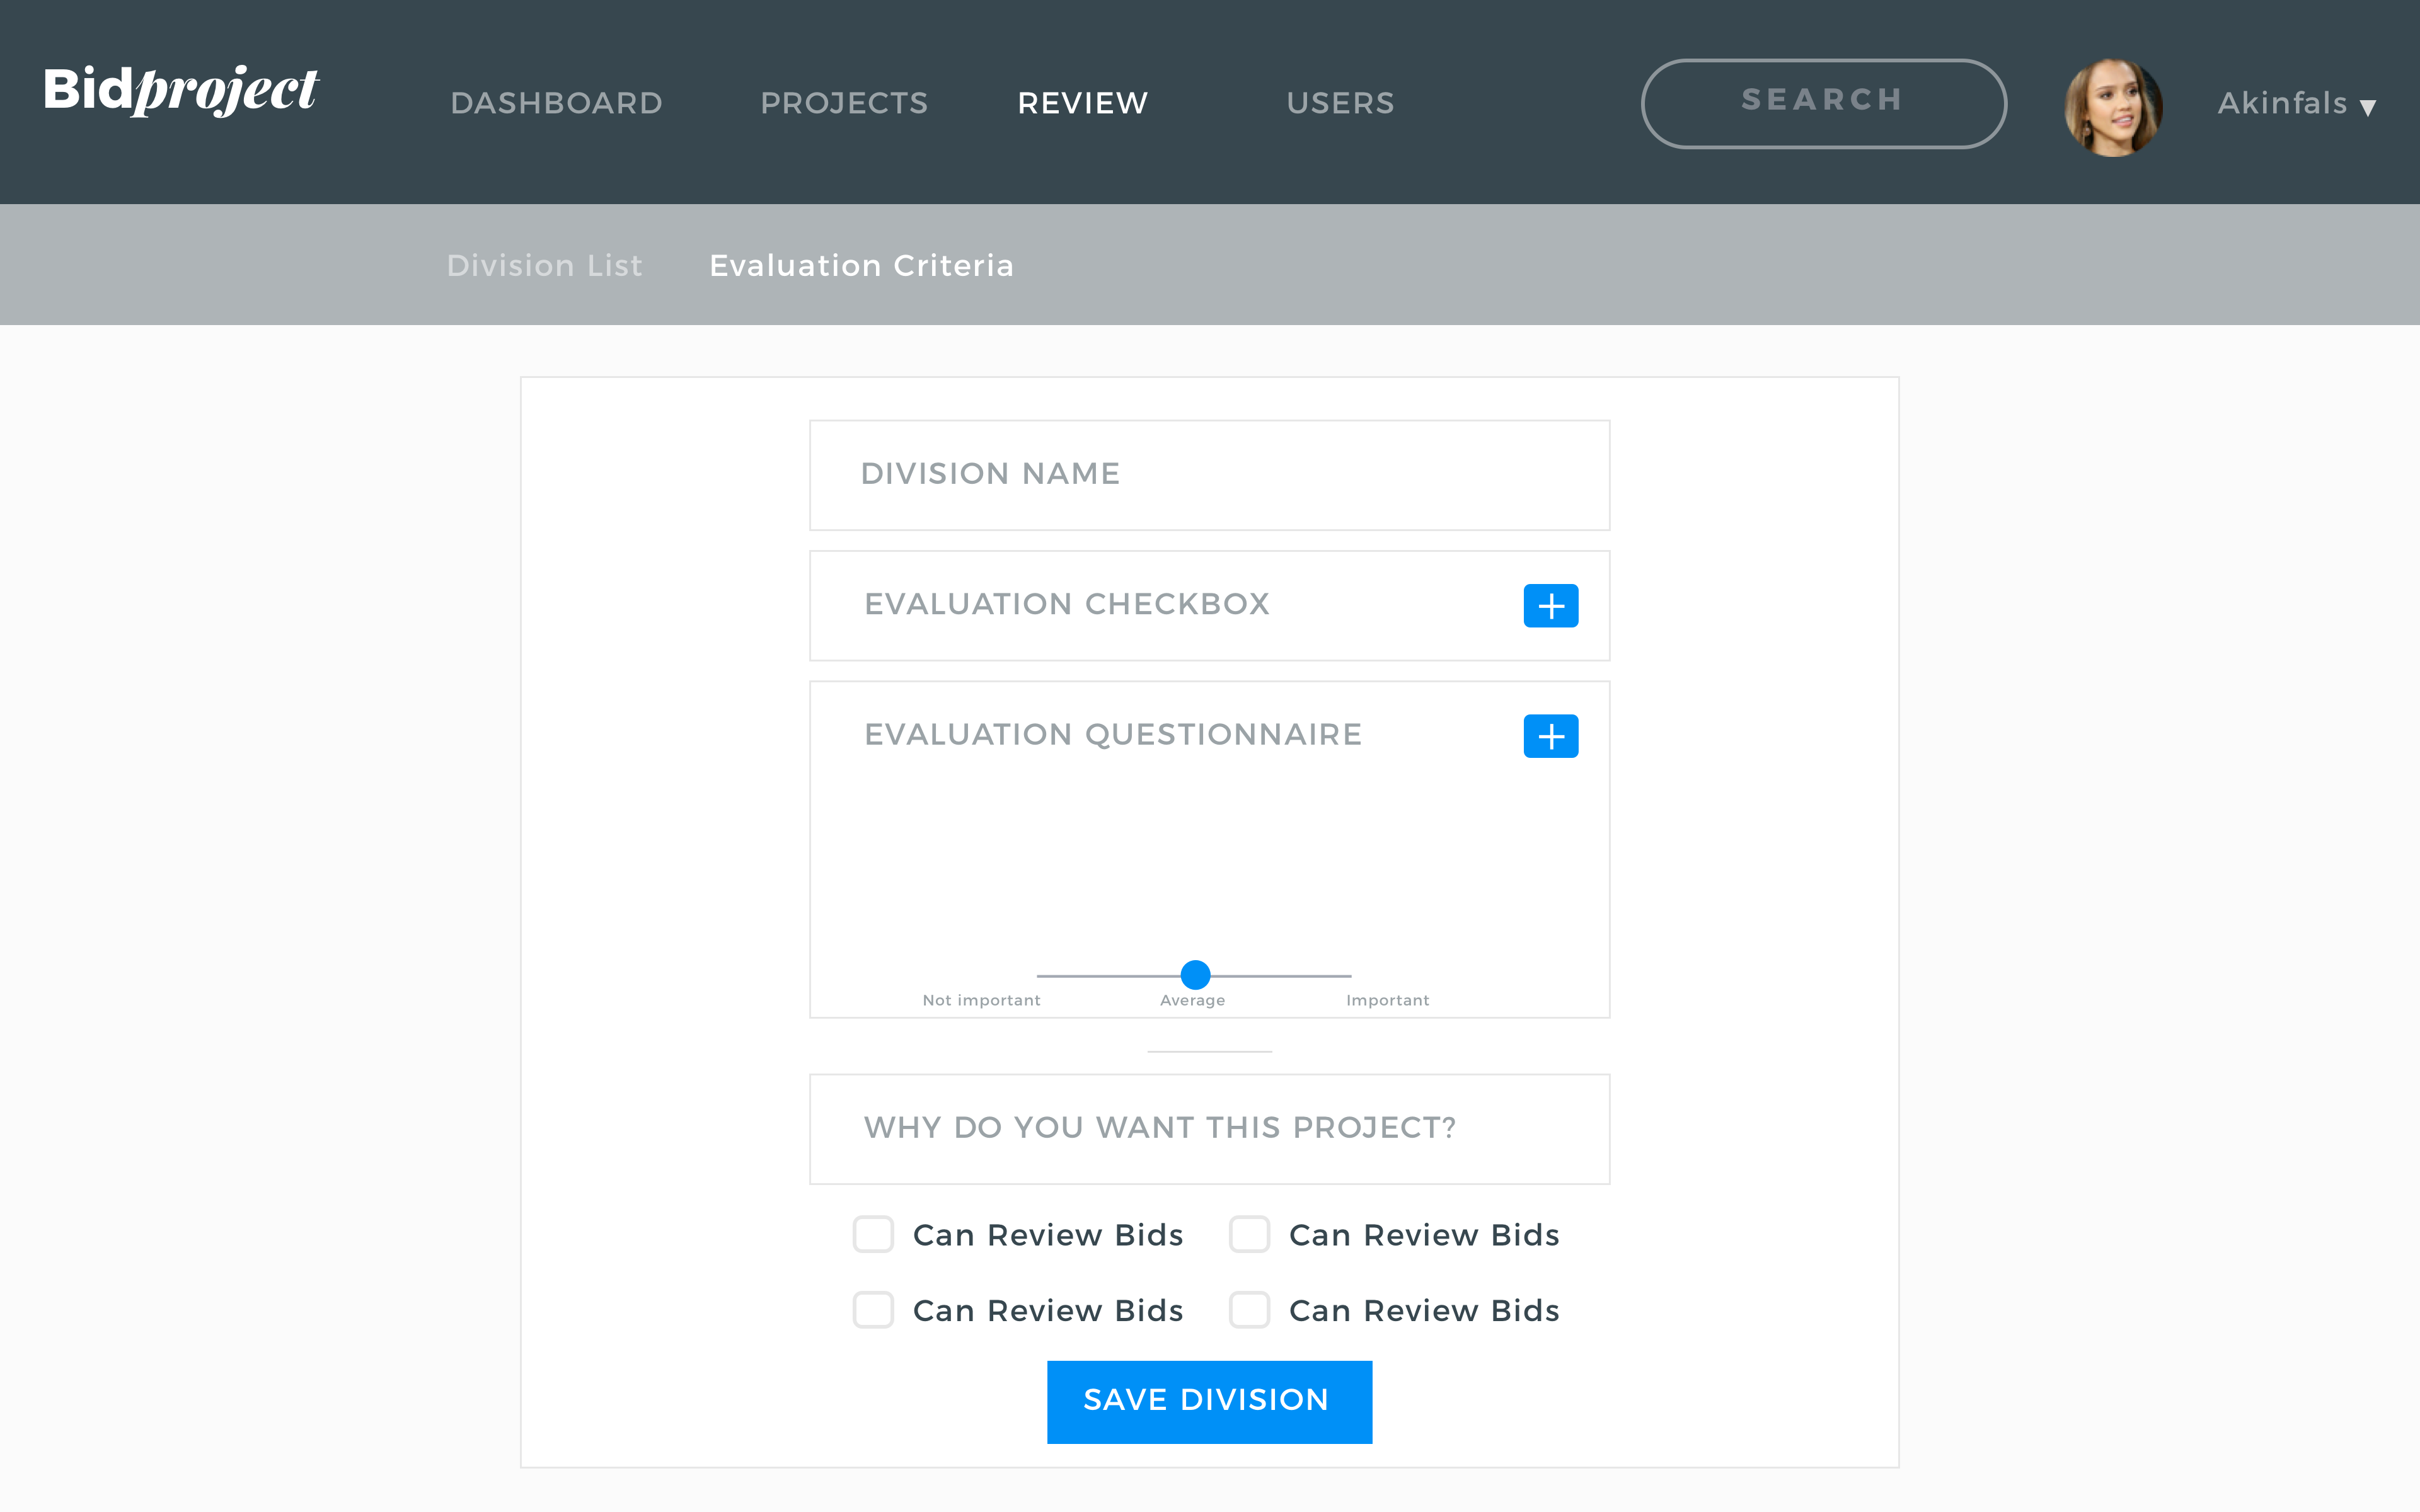 Bidproject
DASHBOARD PROJECTS REVIEW USERS SEARCH Akinfals
Division List Evaluation Criteria
DIVISION NAME
EVALUATION CHECKBOX
EVALUATION QUESTIONNAIRE
Not important Average Important
WHY DO YOU WANT THIS PROJECT?
Can Review Bids Can Review Bids
Can Review Bids Can Review Bids
SAVE DIVISION